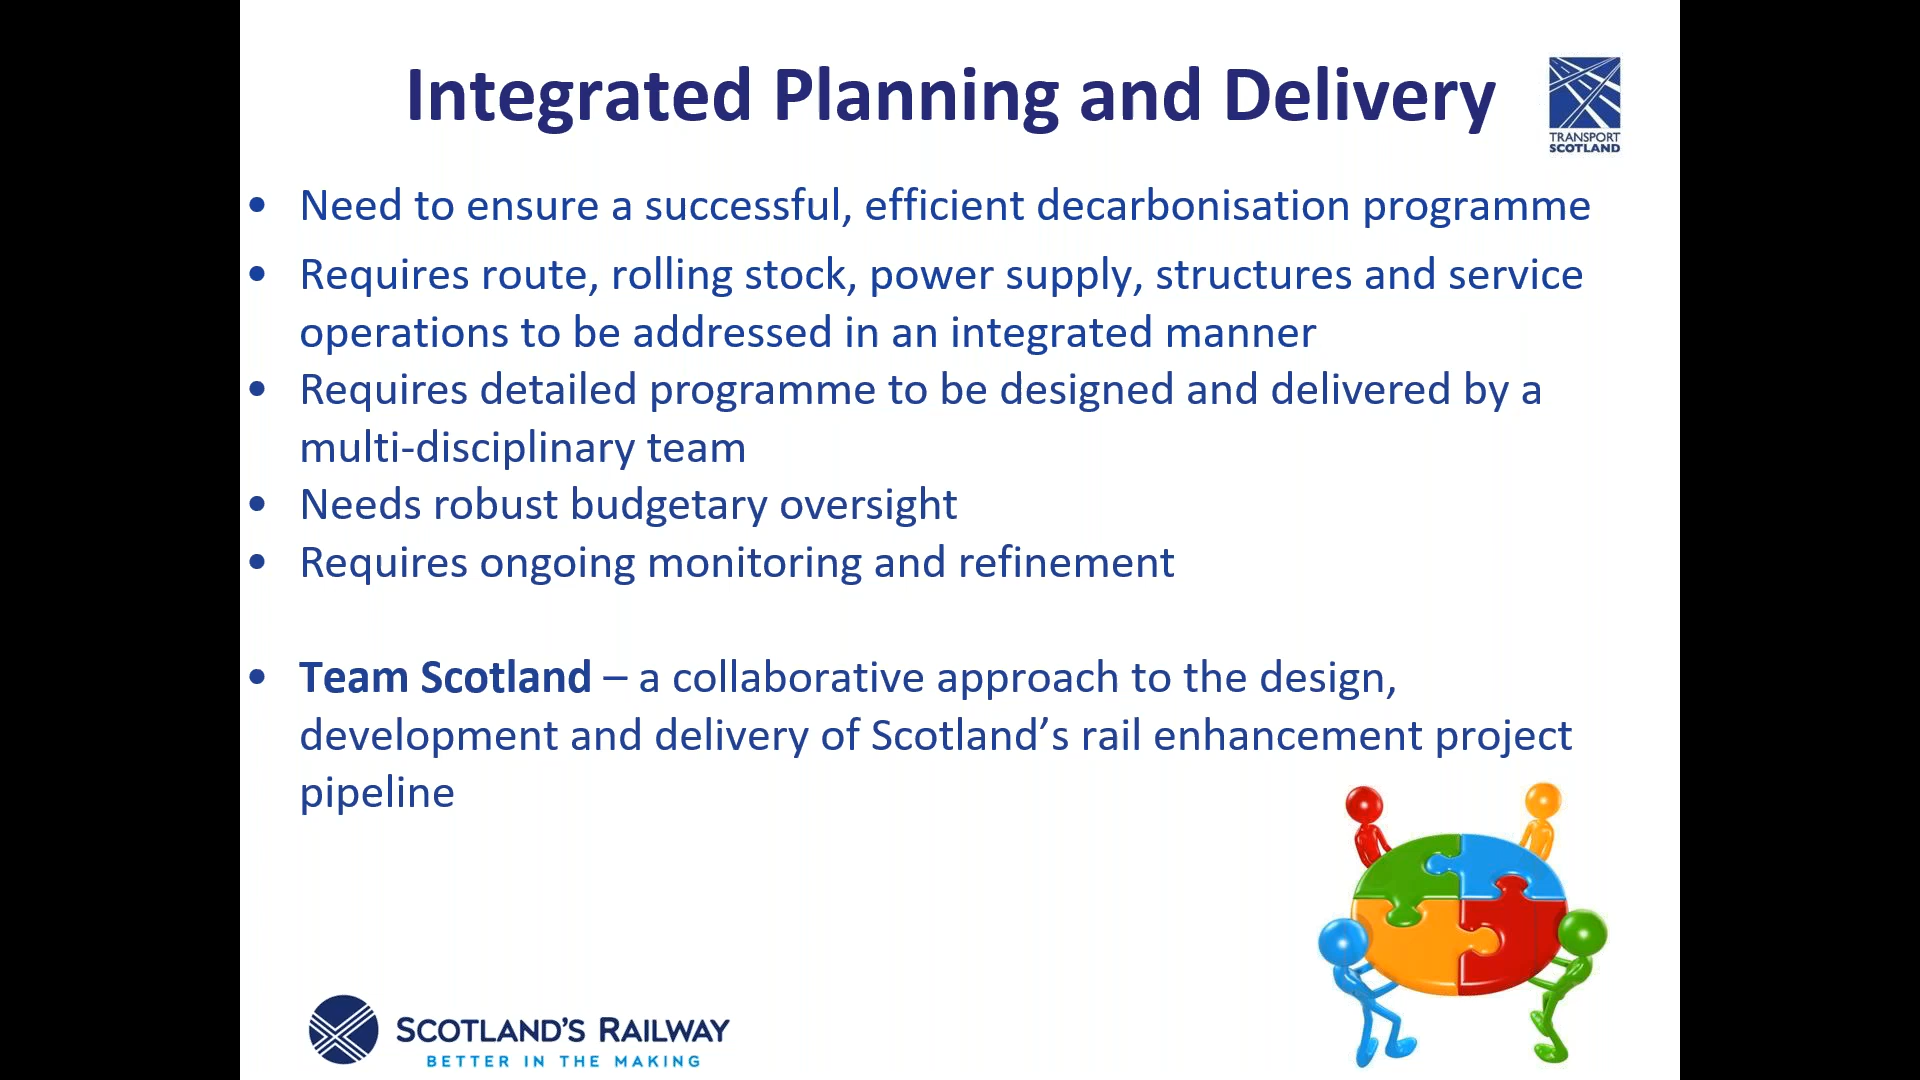 Integrated Planning and Delivery
TRANSPORT
SCOTLAND
• Need to ensure a successful, efficient decarbonisation programme
• Requires route, rolling stock, power supply, structures and service
operations to be addressed in an integrated manner
• Requires detailed programme to be designed and delivered by a
multi-disciplinary team
• Needs robust budgetary oversight
• Requires ongoing monitoring and refinement
• Team Scotland – a collaborative approach to the design,
development and delivery of Scotland’s rail enhancement project
pipeline
SCOTLAND’S RAILWAY
BETTER IN THE MAKING